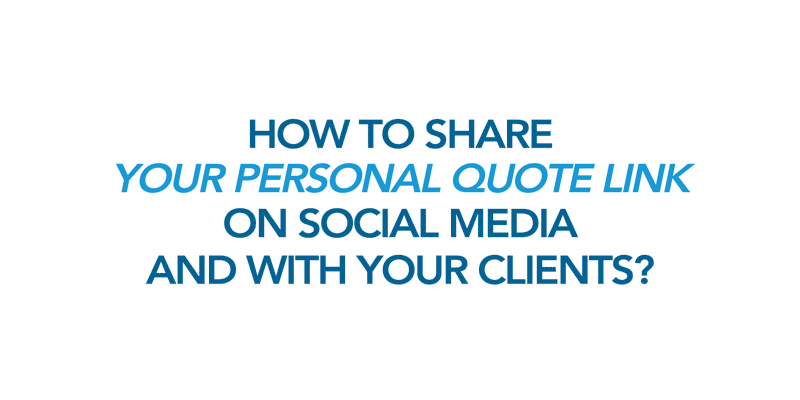 HOW TO SHARE
YOUR PERSONAL QUOTE LINK
ON SOCIAL MEDIA
AND WITH YOUR CLIENTS?